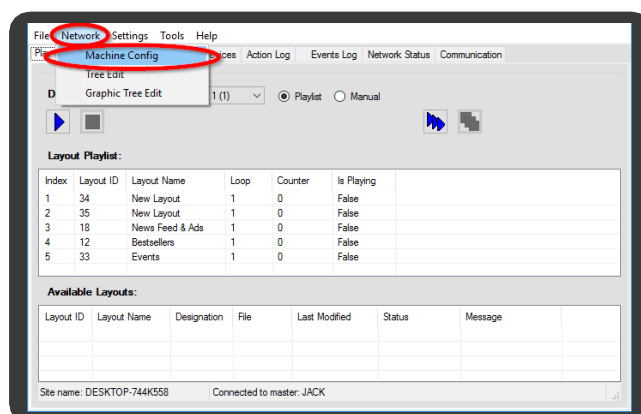 File Network Settings Tools Help
Machine Config
Action Log Events Log Network Status Communication
Tree Edit
Graphic Tree Edit
1 (1) Playlist Manual
Layout Playlist:
Index Layout ID Layout Name Loop Counter Is Playing
1 34 New Layout 1 0 False
2 35 New Layout 1 0 False
3 18 News Feed & Ads 1 0 False
4 12 Bestsellers 1 0 False
5 33 Events 1 0 False
Available Layouts:
Layout ID Layout Name Designation File Last Modified Status Message
Site name: DESKTOP-744K558 Connected to master: JACK